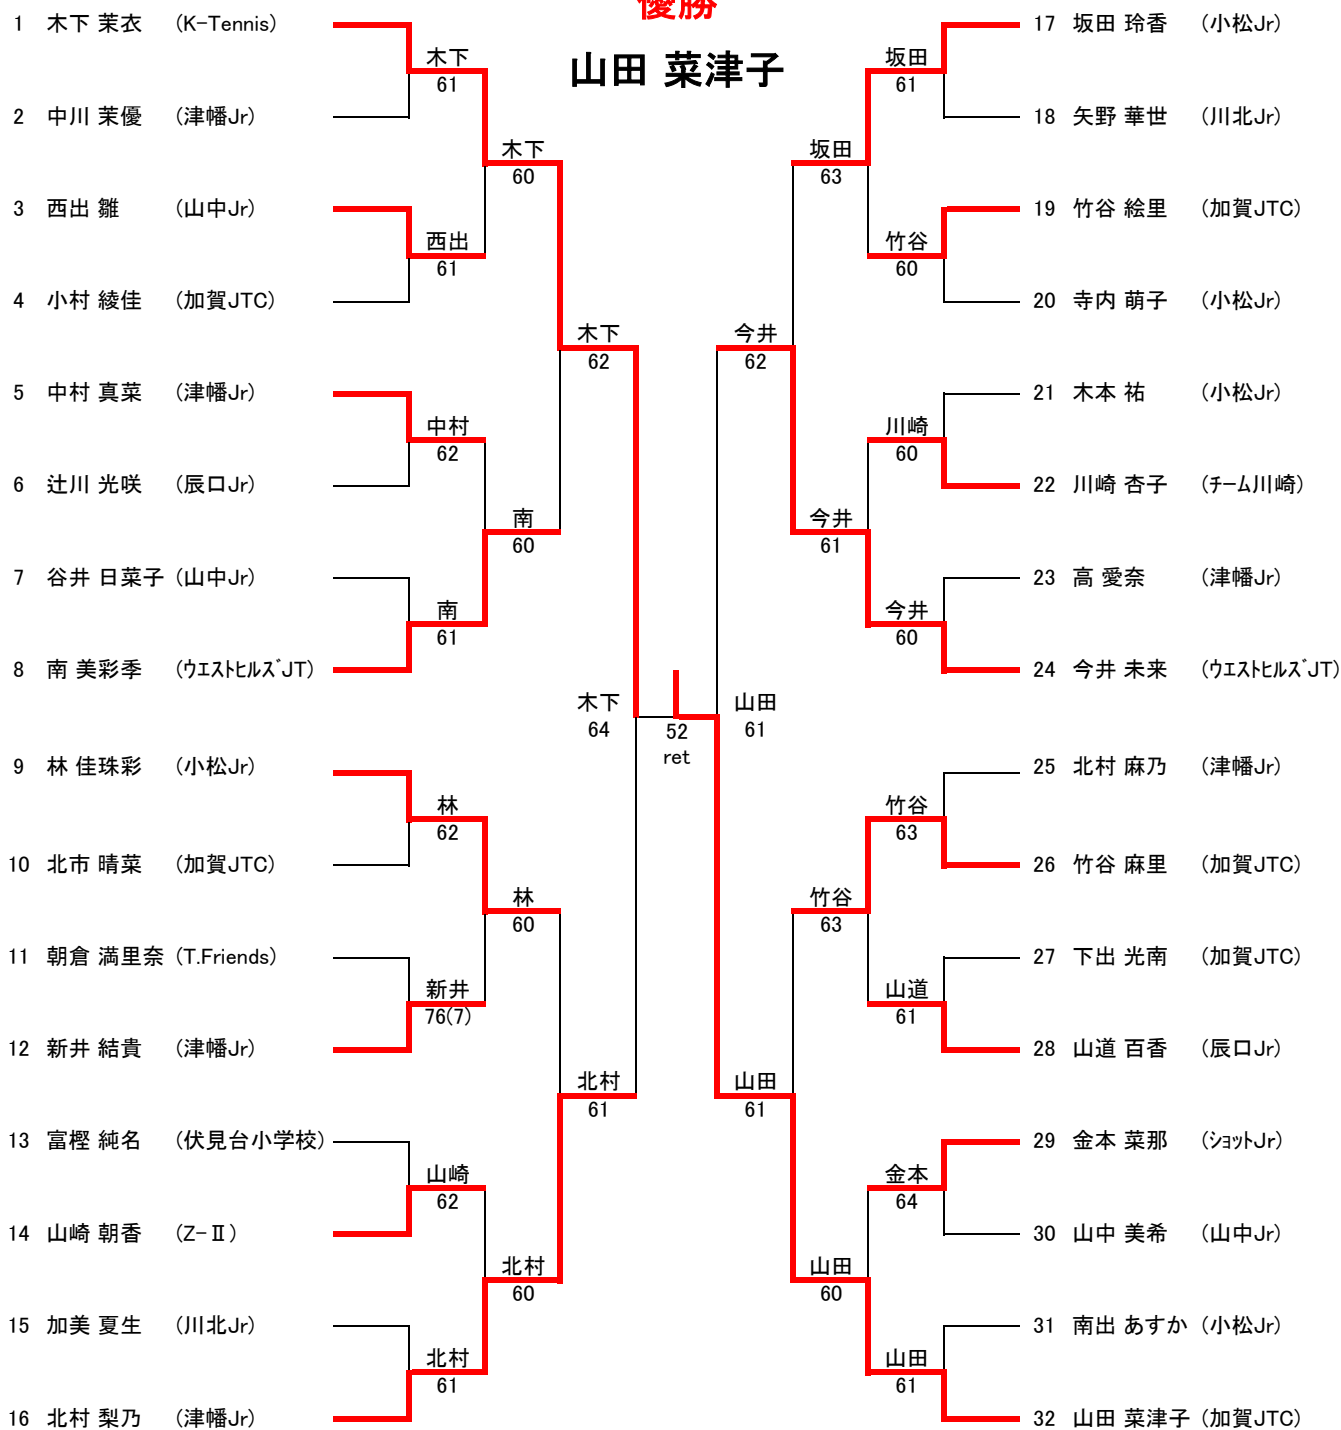 優勝
山田 菜津子
1 木下 茉衣 (K-Tennis)
木下
61
2 中川 茉優 (津幡Jr)
木下
60
3 西出 雛 (山中Jr)
西出
61
4 小村 綾佳 (加賀JTC)
木下
62
5 中村 真菜 (津幡Jr)
中村
62
6 辻川 光咲 (辰口Jr)
南
60
7 谷井 日菜子 (山中Jr)
南
61
8 南 美彩季 (ウエストヒルズJT)
木下
64
9 林 佳珠彩 (小松Jr)
林
62
10 北市 晴菜 (加賀JTC)
林
60
11 朝倉 満里奈 (T.Friends)
新井
76(7)
12 新井 結貴 (津幡Jr)
北村
61
13 富樫 純名 (伏見台小学校)
山崎
62
14 山崎 朝香 (Z-Ⅱ)
北村
60
15 加美 夏生 (川北Jr)
北村
61
16 北村 梨乃 (津幡Jr)
52
ret
17 坂田 玲香 (小松Jr)
坂田
61
18 矢野 華世 (川北Jr)
坂田
63
19 竹谷 絵里 (加賀JTC)
竹谷
60
20 寺内 萌子 (小松Jr)
今井
62
21 木本 祐 (小松Jr)
川崎
60
22 川崎 杏子 (チーム川崎)
今井
61
23 高 愛奈 (津幡Jr)
今井
60
24 今井 未来 (ウエストヒルズJT)
山田
61
25 北村 麻乃 (津幡Jr)
竹谷
63
26 竹谷 麻里 (加賀JTC)
竹谷
63
27 下出 光南 (加賀JTC)
山道
61
28 山道 百香 (辰口Jr)
山田
61
29 金本 菜那 (ショットJr)
金本
64
30 山中 美希 (山中Jr)
山田
60
31 南出 あすか (小松Jr)
山田
61
32 山田 菜津子 (加賀JTC)